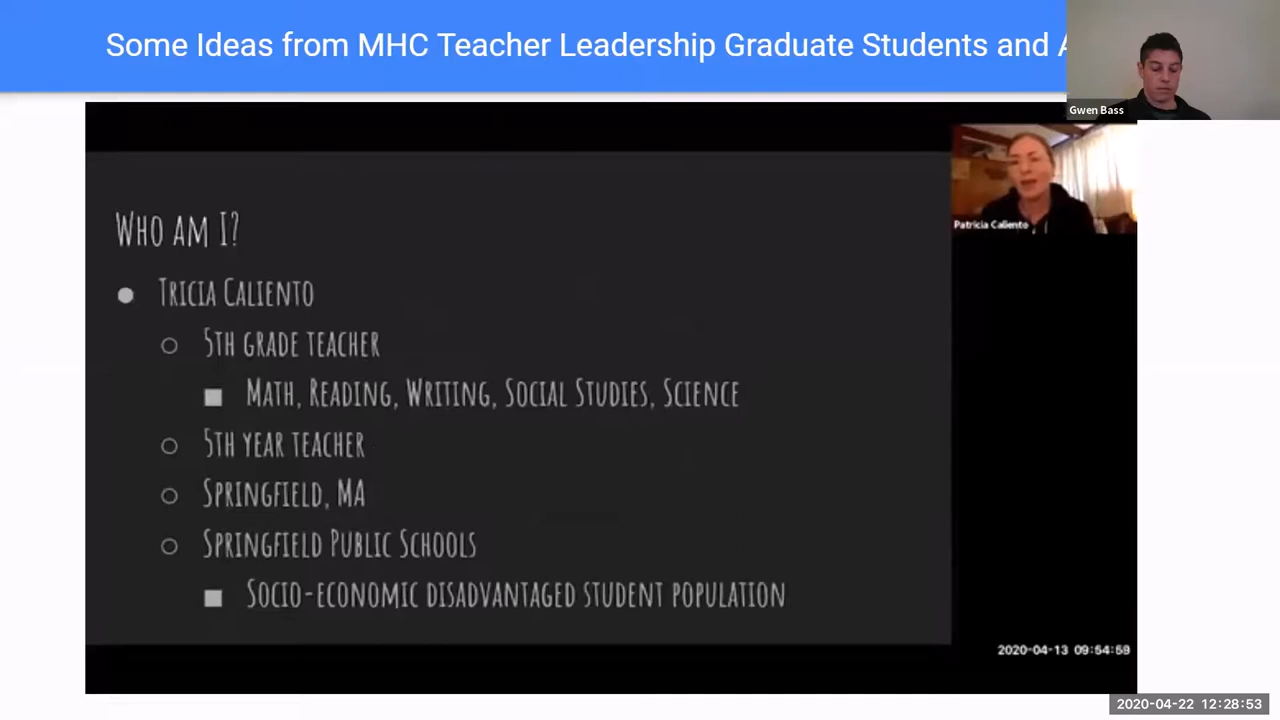 Some Ideas from MHC Teacher Leadership Graduate Students and
Gwen Bass
Patricia Caliento
WHO AM I?
● TRICIA CALIENTO
○ 5TH GRADE TEACHER
■ MATH, READING, WRITING, SOCIAL STUDIES, SCIENCE
○ 5TH YEAR TEACHER
○ SPRINGFIELD, MA
○ SPRINGFIELD PUBLIC SCHOOLS
■ SOCIO-ECONOMIC DISADVANTAGED STUDENT POPULATION
2020-04-13 09:54:59
2020-04-22 12:28:53